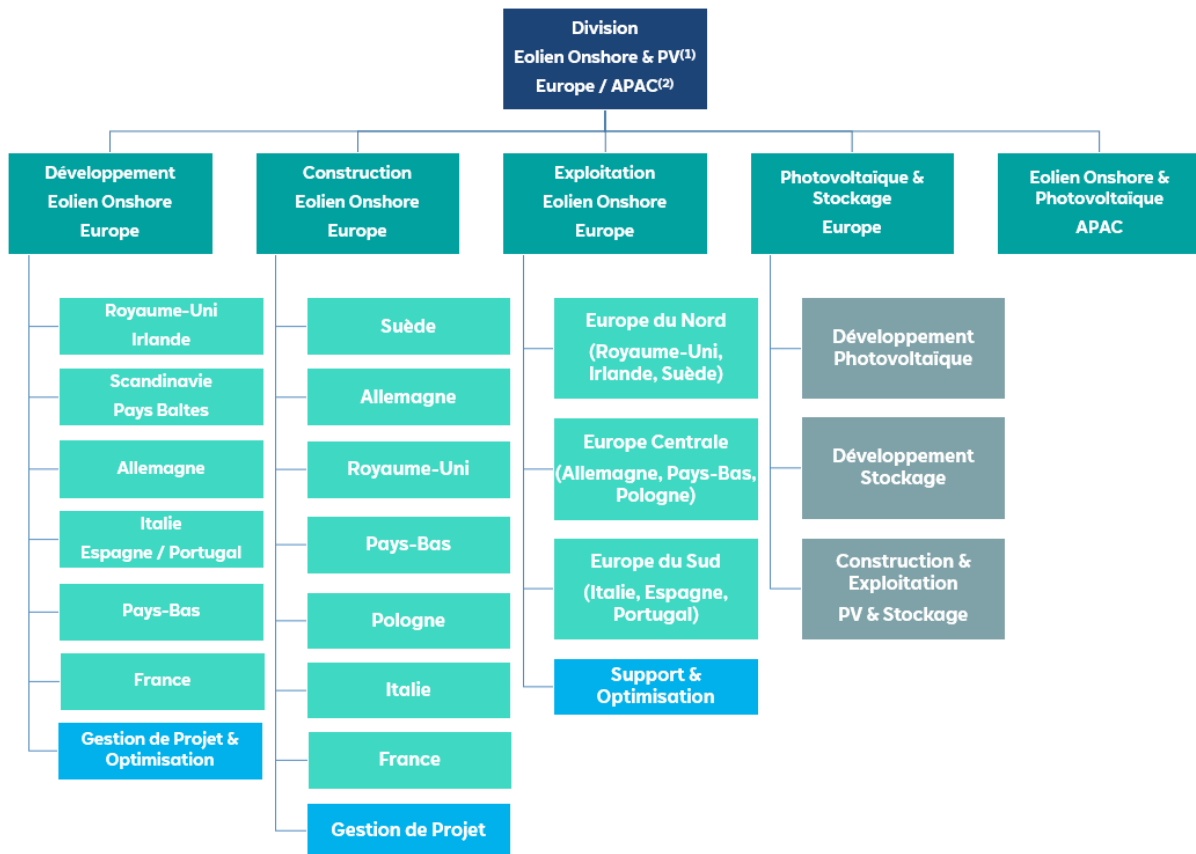 Division
Eolien Onshore & PV(1)
Europe / APAC(2)
Développement
Eolien Onshore
Europe
Construction
Eolien Onshore
Europe
Exploitation
Eolien Onshore
Europe
Photovoltaïque &
Stockage
Europe
Eolien Onshore &
Photovoltaïque
APAC
Royaume-Uni
Irlande
Scandinavie
Pays Baltes
Allemagne
Italie
Espagne / Portugal
Pays-Bas
France
Gestion de Projet &
Optimisation
Suède
Allemagne
Royaume-Uni
Pays-Bas
Pologne
Italie
France
Gestion de Projet
Europe du Nord
(Royaume-Uni,
Irlande, Suède)
Europe Centrale
(Allemagne, Pays-Bas,
Pologne)
Europe du Sud
(Italie, Espagne,
Portugal)
Support &
Optimisation
Développement
Photovoltaïque
Développement
Stockage
Construction &
Exploitation
PV & Stockage